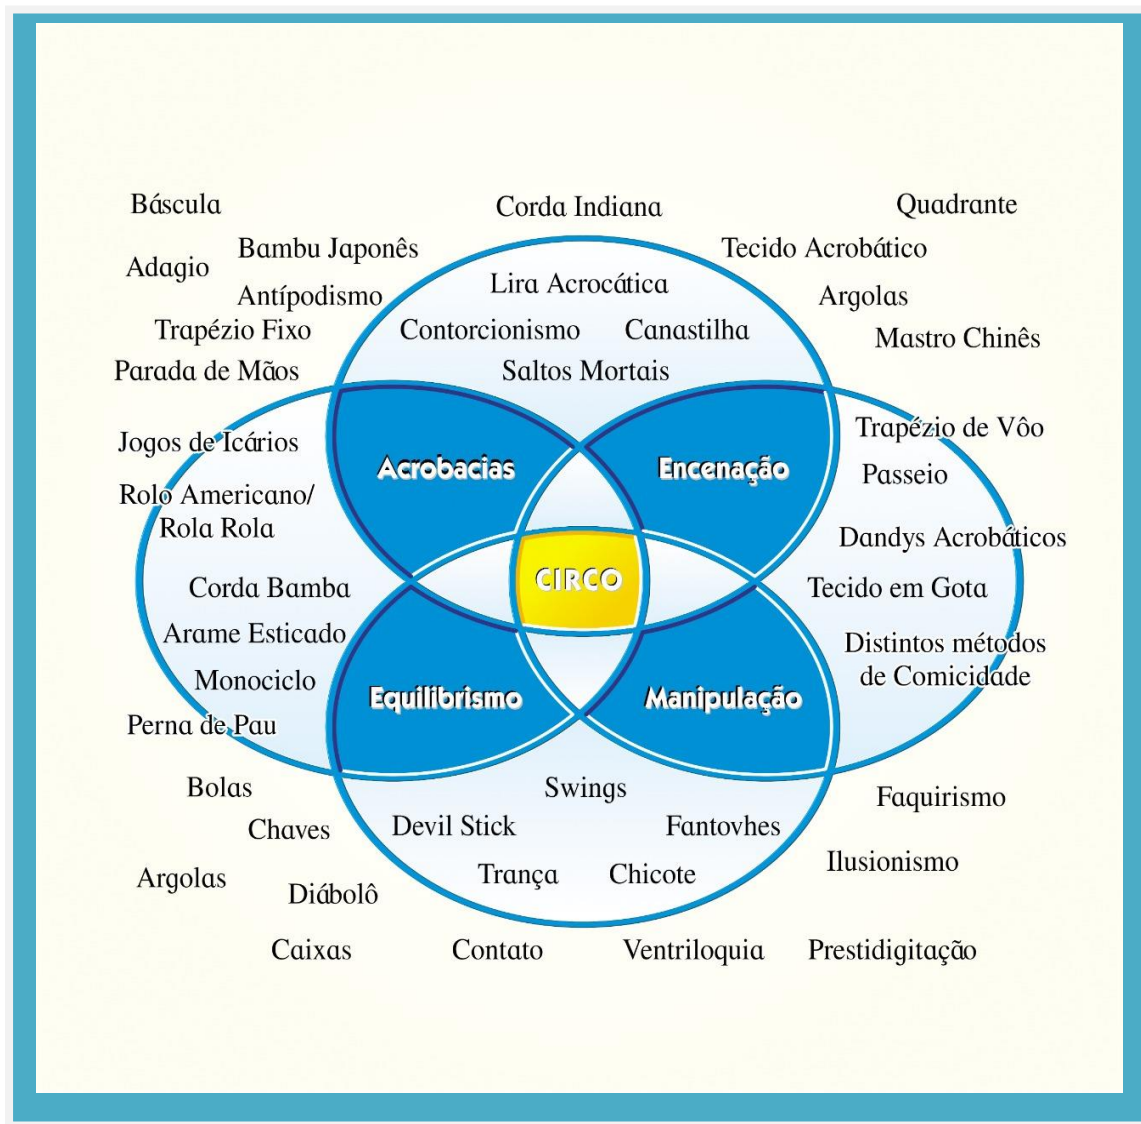 Báscula
Corda Indiana
Quadrante
Bambu Japonês
Tecido Acrobático
Adagio
Lira Acrocática
Antípodismo
Argolas
Trapézio Fixo
Contorcionismo
Canastilha
Mastro Chinês
Parada de Mãos
Saltos Mortais
Jogos de Icários
Trapézio de Vôo
Acrobacias
Encenação
Passeio
Rolo Americano/
Rola Rola
Dandys Acrobáticos
CIRCO
Corda Bamba
Tecido em Gota
Arame Esticado
Distintos métodos
de Comicidade
Monociclo
Equilibrismo
Manipulação
Perna de Pau
Bolas
Swings
Faquirismo
Chaves
Devil Stick
Fantovhes
Ilusionismo
Argolas
Trança
Chicote
Diábolô
Caixas
Contato
Ventriloquia
Prestidigitação